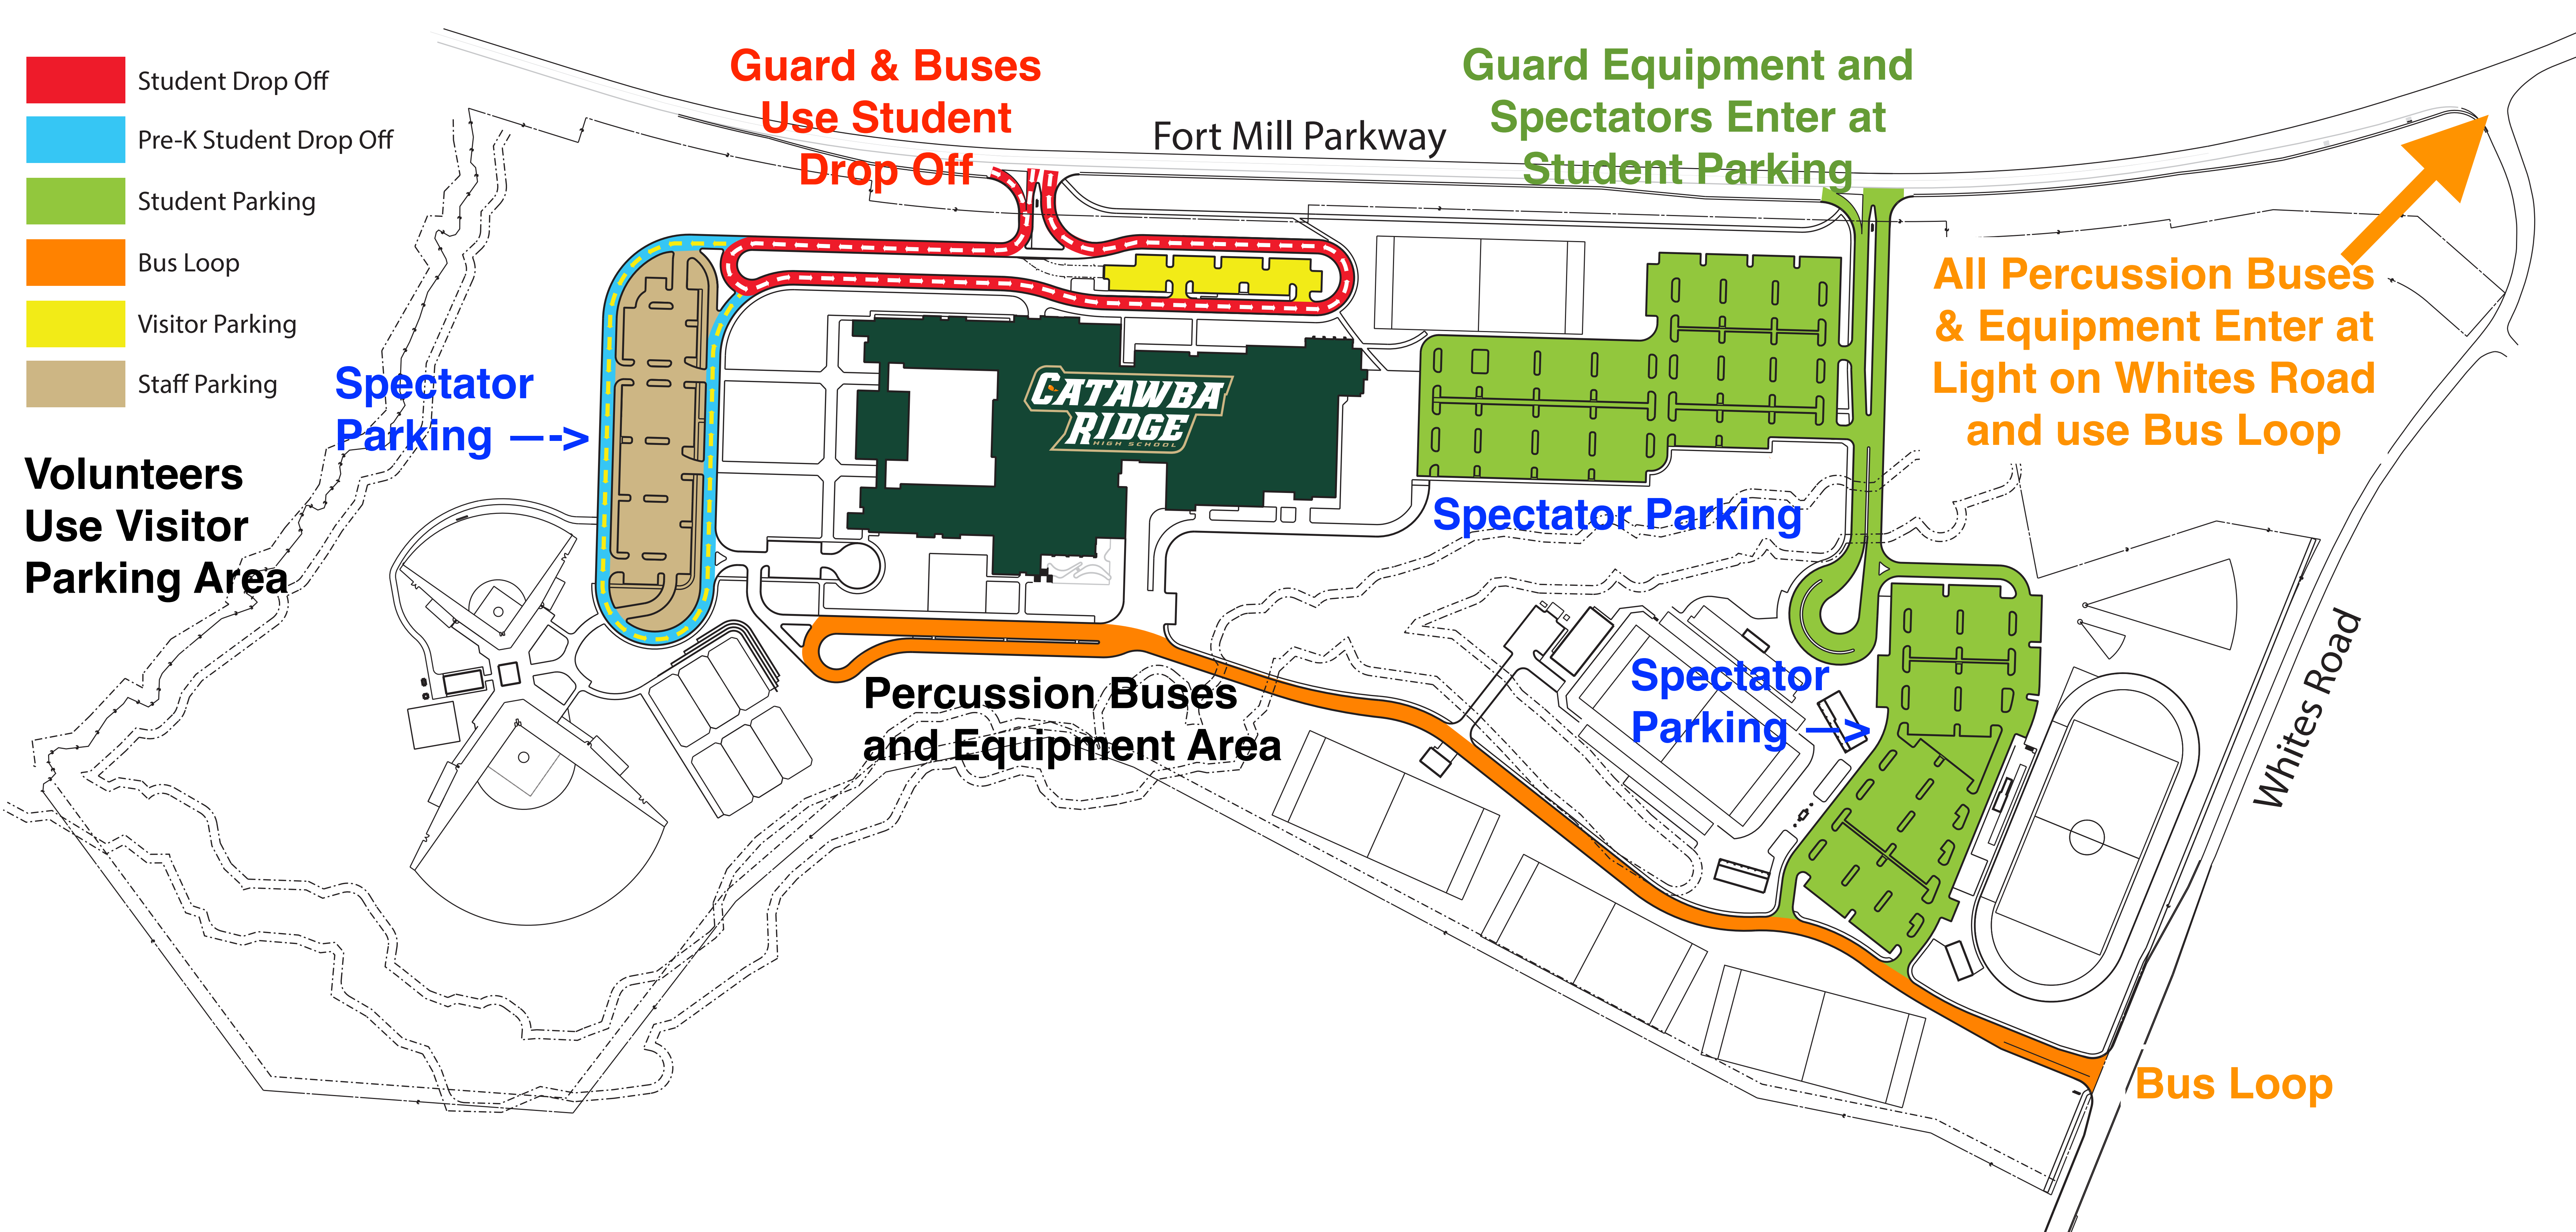 Student Drop Off
Pre-K Student Drop Off
Student Parking
Bus Loop
Visitor Parking
Staff Parking
Volunteers
Use Visitor
Parking Area
Spectator
Parking —->
Guard & Buses
Use Student
Drop Off
Fort Mill Parkway
Guard Equipment and
Spectators Enter at
Student Parking
All Percussion Buses
& Equipment Enter at
Light on Whites Road
and use Bus Loop
CATAWBA
RIDGE
HIGH SCHOOL
Spectator Parking
Spectator
Parking —>
Percussion Buses
and Equipment Area
Whites Road
Bus Loop